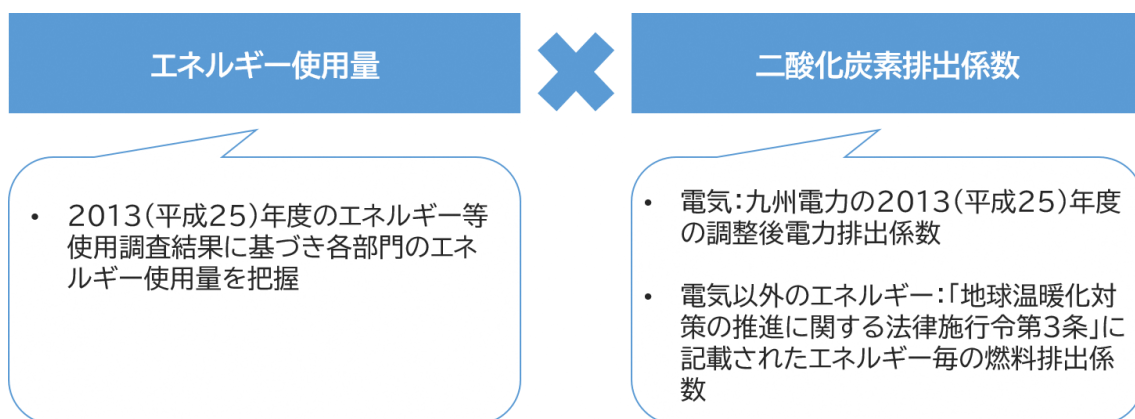 エネルギー使用量
二酸化炭素排出係数
• 2013(平成25)年度のエネルギー等
使用調査結果に基づき各部門のエネ
ルギー使用量を把握
• 電気:九州電力の2013(平成25)年度
の調整後電力排出係数
• 電気以外のエネルギー:「地球温暖化対
策の推進に関する法律施行令第3条」に
記載されたエネルギー毎の燃料排出係
数